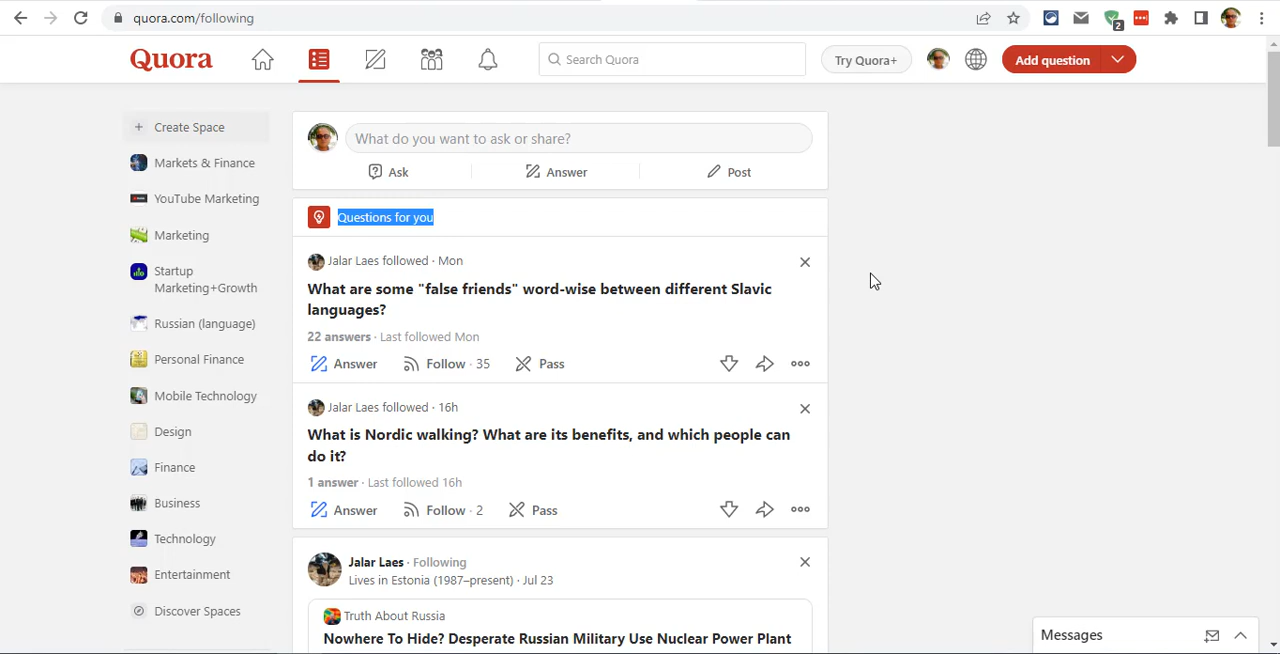 quora.com/following
2
Quora
Search Quora
Try Quora+
Add question
+ Create Space
Markets & Finance
YouTube Marketing
Marketing
Startup
Marketing+Growth
Russian (language)
Personal Finance
Mobile Technology
Design
Finance
Business
Technology
Entertainment
Discover Spaces
What do you want to ask or share?
Ask
Answer
Post
Questions for you
Jalar Laes followed · Mon
What are some "false friends" word-wise between different Slavic
languages?
22 answers · Last followed Mon
Answer
Follow · 35
Pass
Jalar Laes followed · 16h
What is Nordic walking? What are its benefits, and which people can
do it?
1 answer · Last followed 16h
Answer
Follow · 2
Pass
Jalar Laes · Following
Lives in Estonia (1987–present) · Jul 23
Truth About Russia
Nowhere To Hide? Desperate Russian Military Use Nuclear Power Plant
Messages